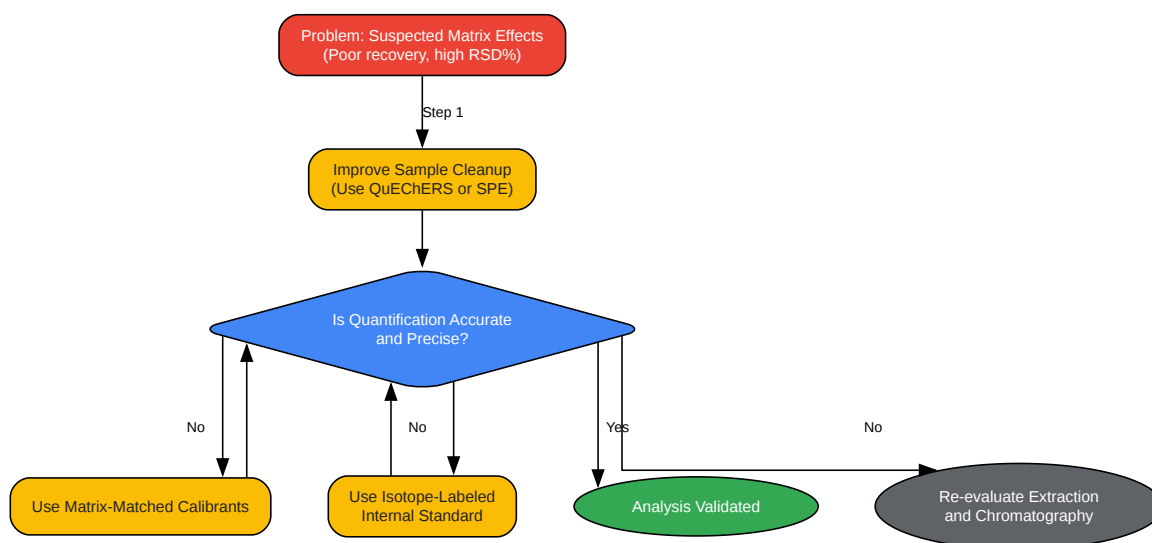 Problem: Suspected Matrix Effects
(Poor recovery, high RSD%)
Step 1
Improve Sample Cleanup
(Use QuEChERS or SPE)
Is Quantification Accurate
and Precise?
No
No
Yes
No
Use Matrix-Matched Calibrants
Use Isotope-Labeled
Internal Standard
Analysis Validated
Re-evaluate Extraction
and Chromatography